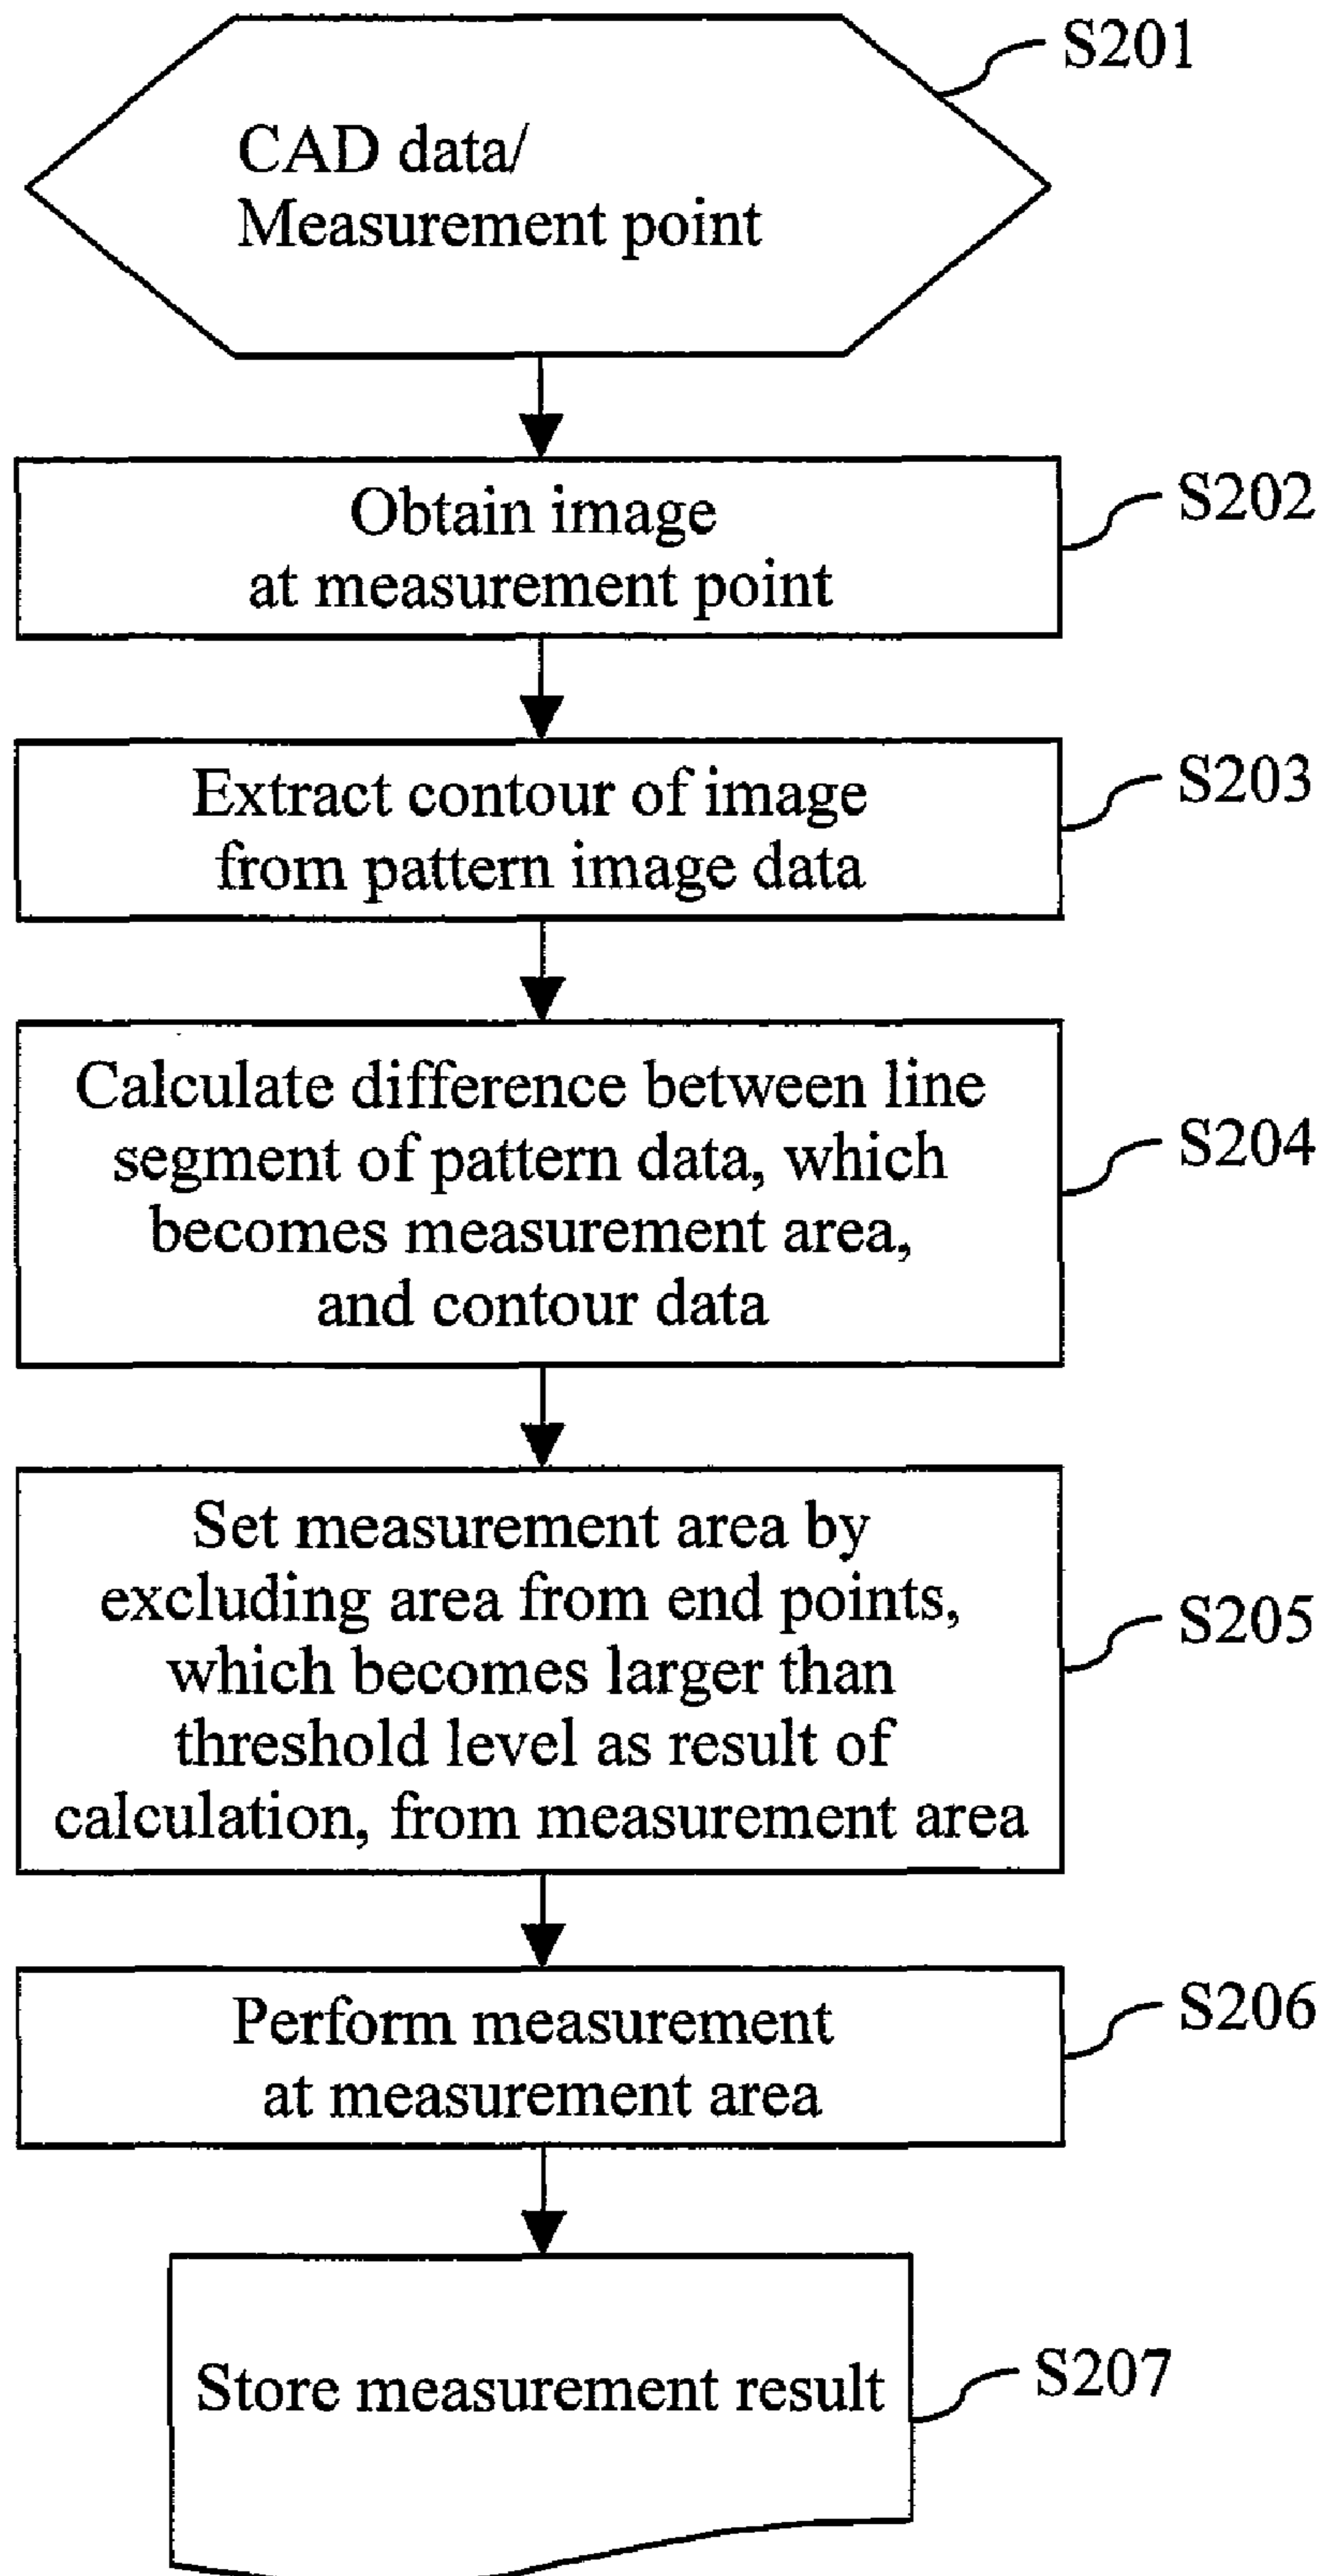 S201
CAD data/
Measurement point
Obtain image
at measurement point
S202
Extract contour of image
from pattern image data
S203
Calculate difference between line
segment of pattern data, which
becomes measurement area,
and contour data
S204
Set measurement area by
excluding area from end points,
which becomes larger than
threshold level as result of
calculation, from measurement area
S205
Perform measurement
at measurement area
S206
Store measurement result
S207